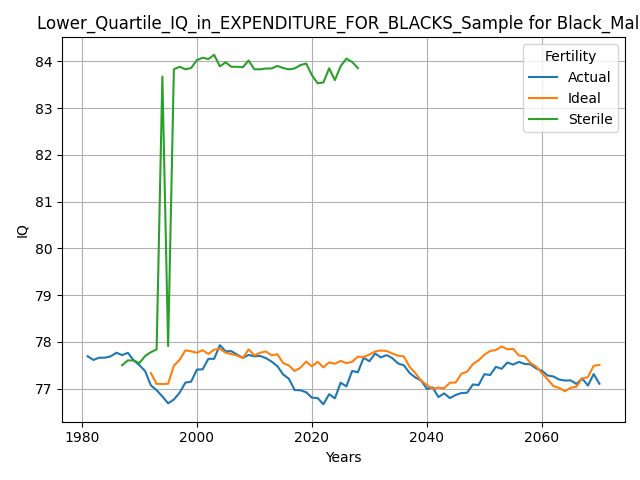 Lower_Quartile_IQ_in_EXPENDITURE_FOR_BLACKS_Sample for Black_Mal
Fertility
Actual
Ideal
Sterile
84
83
82
81
80
79
78
77
IQ
1980
2000
2020
2040
2060
Years